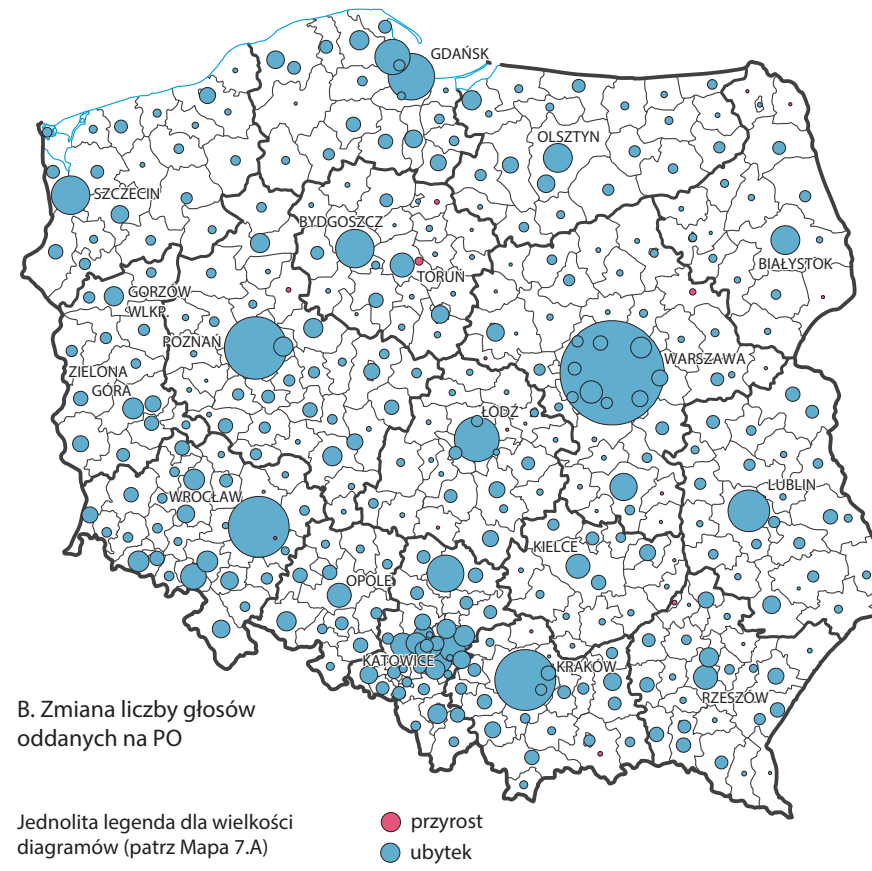 GDAŃSK
OLSZTYN
SZCZECIN
BYDGOSZCZ
TORUŃ
BIAŁYSTOK
GORZÓW
WLKP.
POZNAŃ
WARSZAWA
ZIELONA
GÓRA
ŁÓDŹ
WROCŁAW
LUBLIN
KIELCE
OPOLE
KATOWICE
KRAKÓW
RZESZÓW
B. Zmiana liczby głosów
oddanych na PO
Jednolita legenda dla wielkości
diagramów (patrz Mapa 7.A)
przyrost
ubytek